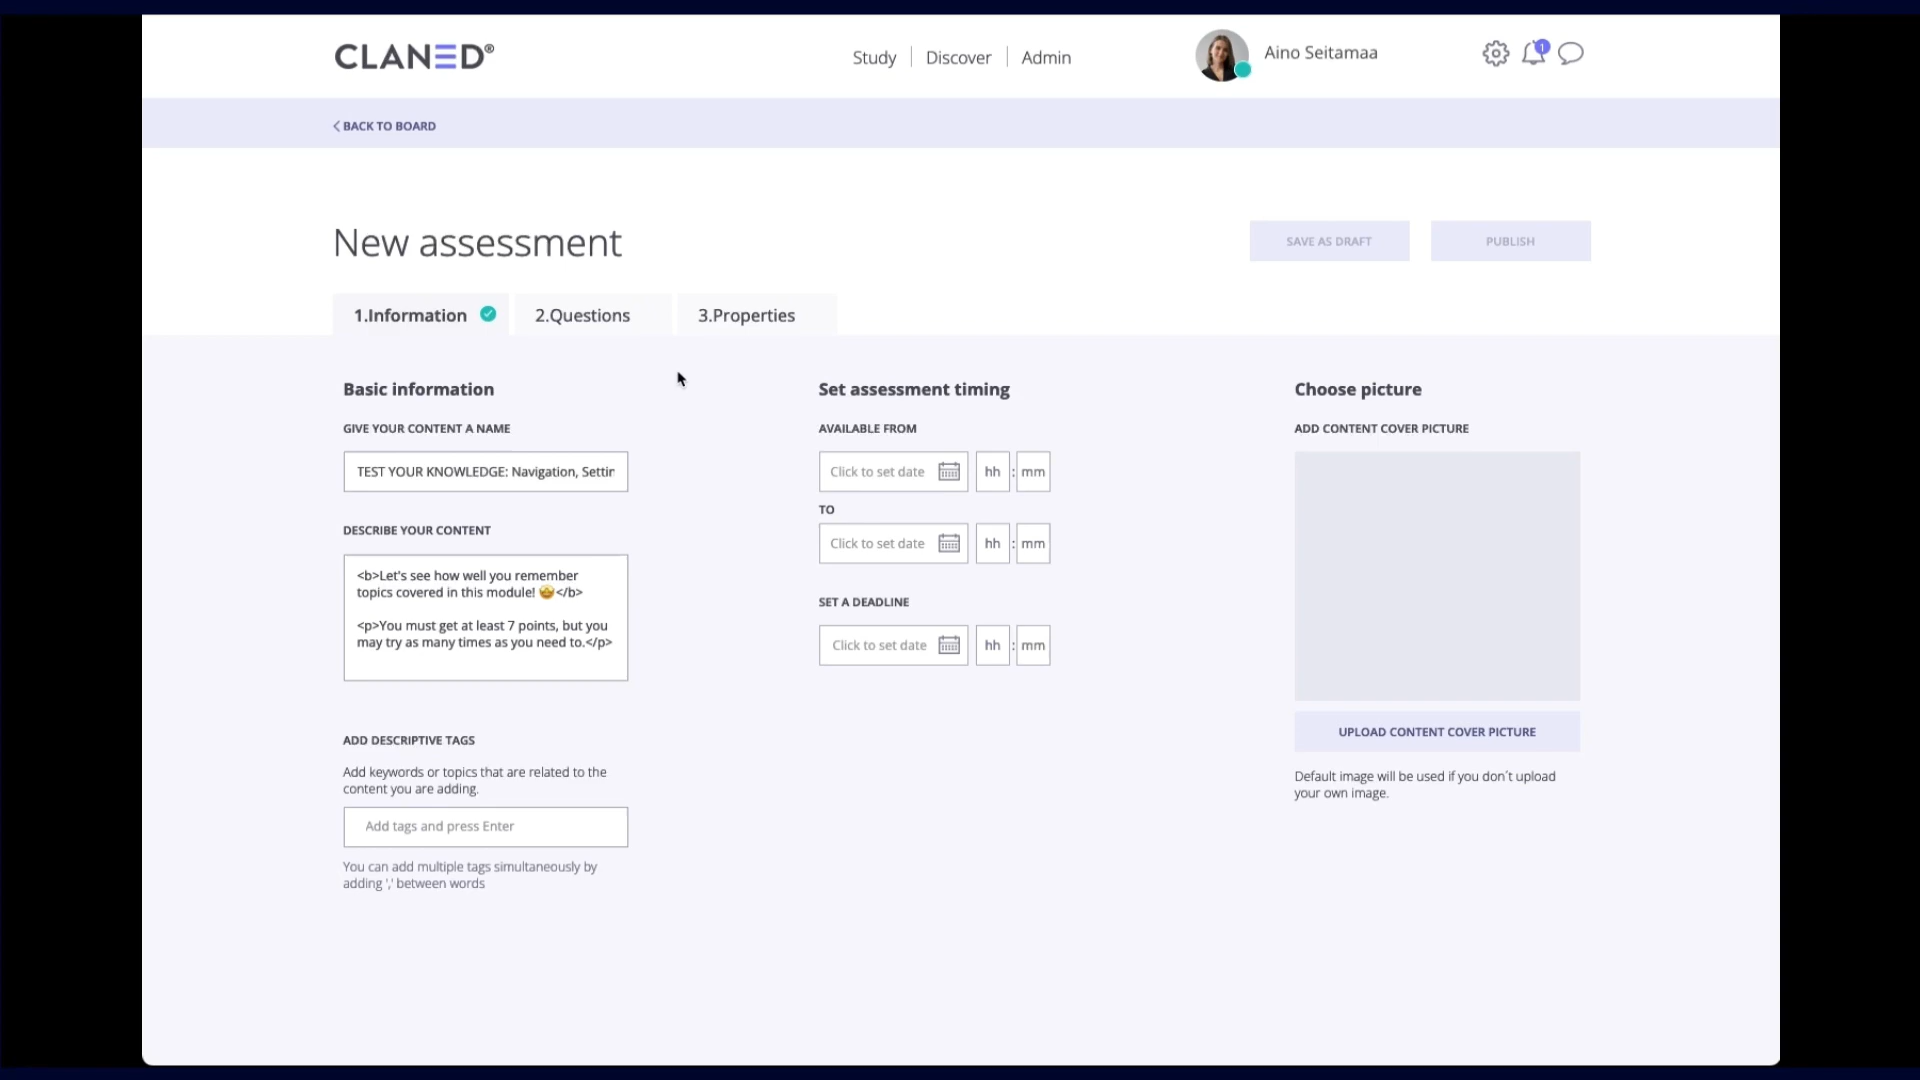 CLANED®
Study
Discover
Admin
Aino Seitamaa
1
BACK TO BOARD
New assessment
SAVE AS DRAFT
PUBLISH
1.Information
2.Questions
3.Properties
Basic information
GIVE YOUR CONTENT A NAME
TEST YOUR KNOWLEDGE: Navigation, Settin
DESCRIBE YOUR CONTENT
<b>Let's see how well you remember
topics covered in this module! 🤩</b>
<p>You must get at least 7 points, but you
may try as many times as you need to.</p>
ADD DESCRIPTIVE TAGS
Add keywords or topics that are related to the
content you are adding.
Add tags and press Enter
You can add multiple tags simultaneously by
adding ',' between words
Set assessment timing
AVAILABLE FROM
Click to set date hh : mm
TO
Click to set date hh : mm
SET A DEADLINE
Click to set date hh : mm
Choose picture
ADD CONTENT COVER PICTURE
UPLOAD CONTENT COVER PICTURE
Default image will be used if you don´t upload
your own image.